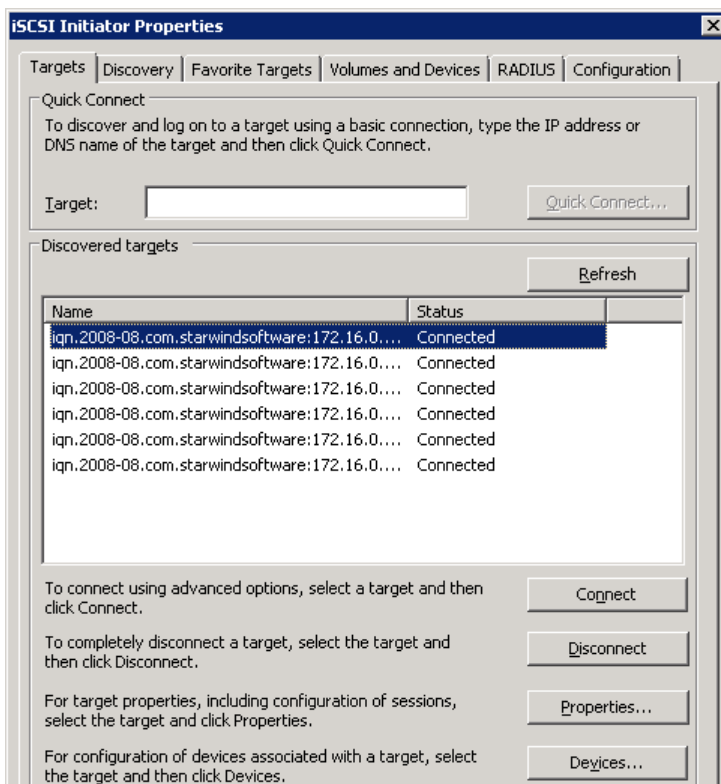 iSCSI Initiator Properties
Targets Discovery Favorite Targets Volumes and Devices RADIUS Configuration
Quick Connect
To discover and log on to a target using a basic connection, type the IP address or
DNS name of the target and then click Quick Connect.
Target: Quick Connect...
Discovered targets
Refresh
Name Status
iqn.2008-08.com.starwindsoftware:172.16.0.... Connected
iqn.2008-08.com.starwindsoftware:172.16.0.... Connected
iqn.2008-08.com.starwindsoftware:172.16.0.... Connected
iqn.2008-08.com.starwindsoftware:172.16.0.... Connected
iqn.2008-08.com.starwindsoftware:172.16.0.... Connected
iqn.2008-08.com.starwindsoftware:172.16.0.... Connected
To connect using advanced options, select a target and then
click Connect.
Connect
To completely disconnect a target, select the target and
then click Disconnect.
Disconnect
For target properties, including configuration of sessions,
select the target and click Properties.
Properties...
For configuration of devices associated with a target, select
the target and then click Devices.
Devices...